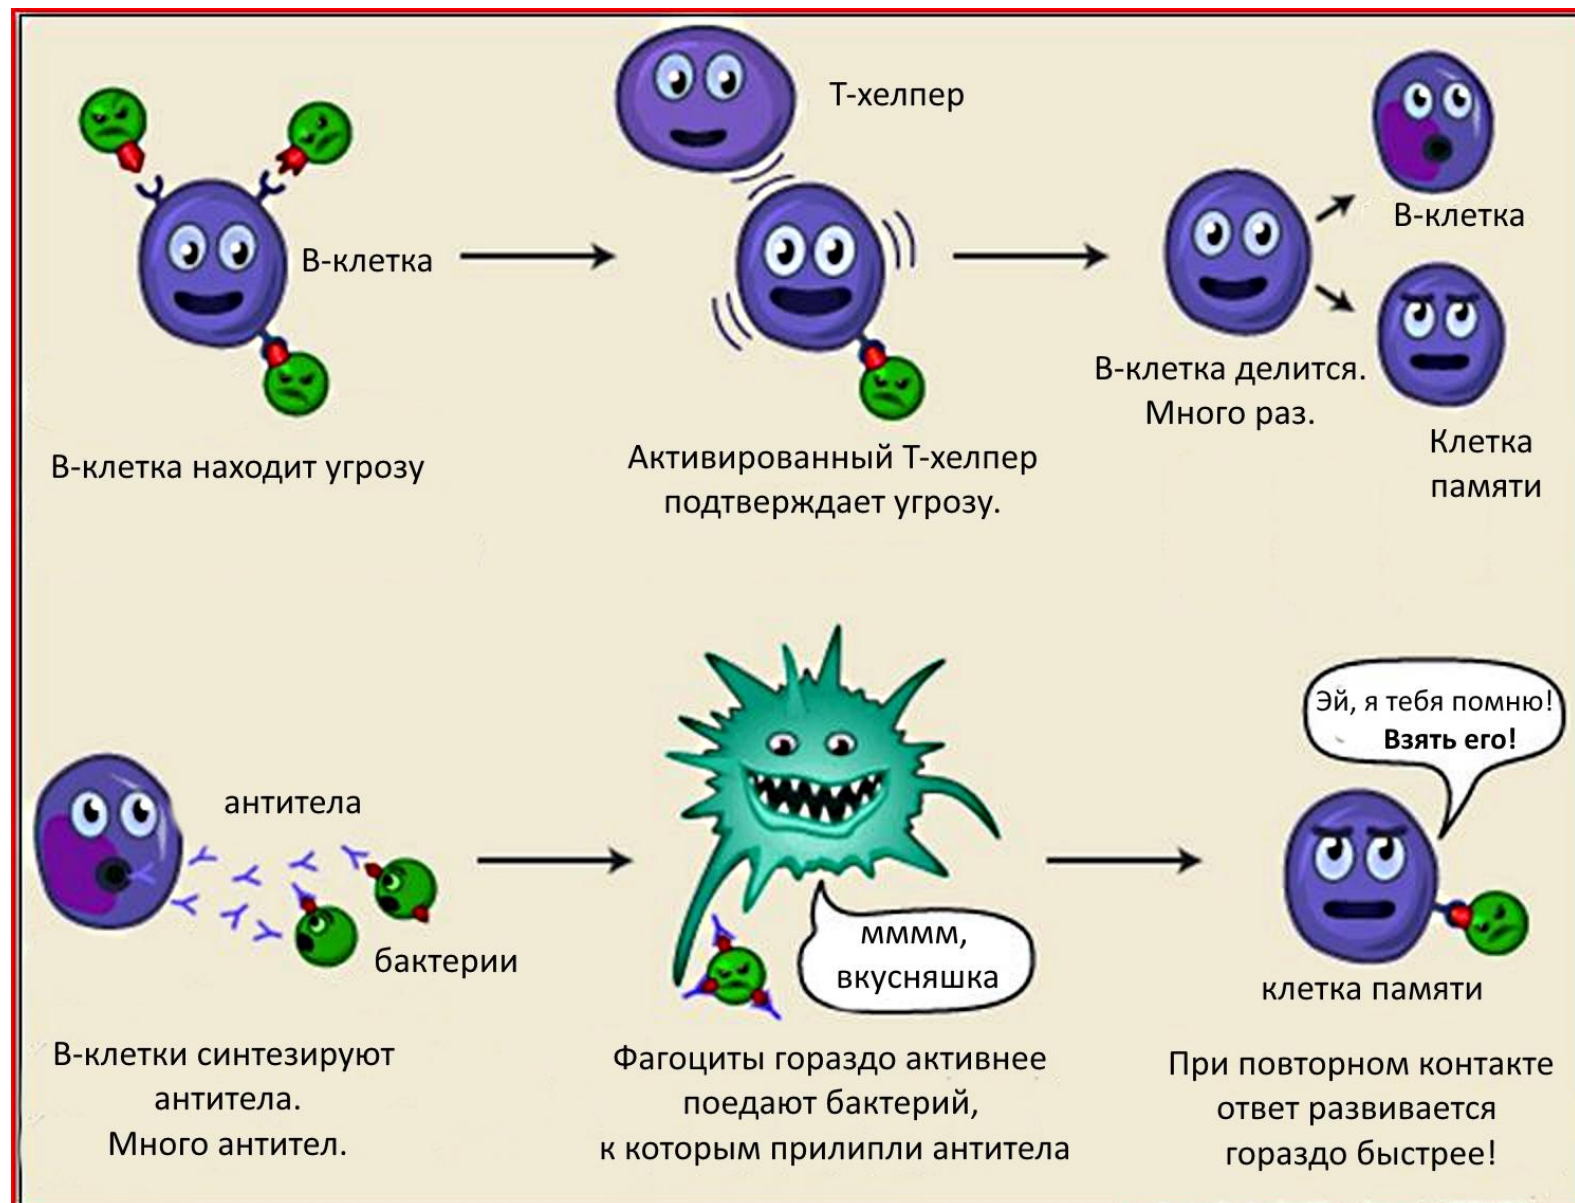 Т-хелпер
В-клетка
В-клетка
В-клетка находит угрозу
Активированный Т-хелпер
подтверждает угрозу.
В-клетка делится.
Много раз.
Клетка
памяти
антитела
бактерии
В-клетки синтезируют
антитела.
Много антител.
мммм,
вкусняшка
Фагоциты гораздо активнее
поедают бактерий,
к которым прилипли антитела
Эй, я тебя помню!
Взять его!
клетка памяти
При повторном контакте
ответ развивается
гораздо быстрее!